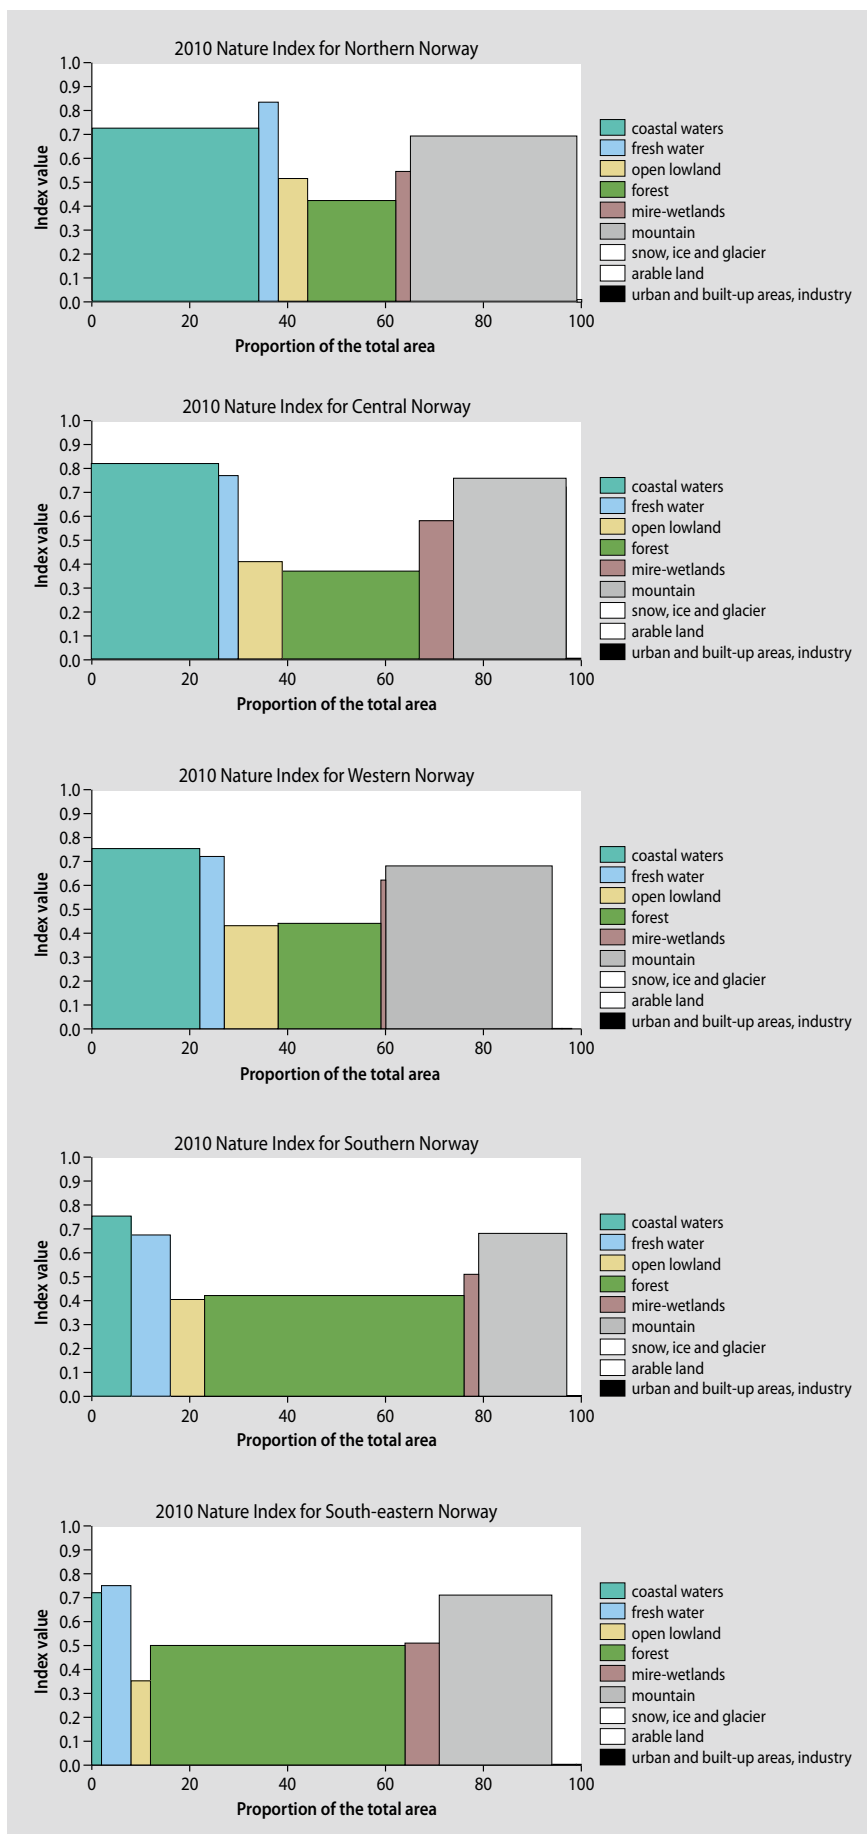 2010 Nature Index for Northern Norway
1.0
0.9
0.8
0.7
0.6
0.5
0.4
0.3
0.2
0.1
0.0
Index value
0 20 40 60 80 100
Proportion of the total area
coastal waters
fresh water
open lowland
forest
mire-wetlands
mountain
snow, ice and glacier
arable land
urban and built-up areas, industry
2010 Nature Index for Central Norway
1.0
0.9
0.8
0.7
0.6
0.5
0.4
0.3
0.2
0.1
0.0
Index value
0 20 40 60 80 100
Proportion of the total area
coastal waters
fresh water
open lowland
forest
mire-wetlands
mountain
snow, ice and glacier
arable land
urban and built-up areas, industry
2010 Nature Index for Western Norway
1.0
0.9
0.8
0.7
0.6
0.5
0.4
0.3
0.2
0.1
0.0
Index value
0 20 40 60 80 100
Proportion of the total area
coastal waters
fresh water
open lowland
forest
mire-wetlands
mountain
snow, ice and glacier
arable land
urban and built-up areas, industry
2010 Nature Index for Southern Norway
1.0
0.9
0.8
0.7
0.6
0.5
0.4
0.3
0.2
0.1
0.0
Index value
0 20 40 60 80 100
Proportion of the total area
coastal waters
fresh water
open lowland
forest
mire-wetlands
mountain
snow, ice and glacier
arable land
urban and built-up areas, industry
2010 Nature Index for South-eastern Norway
1.0
0.9
0.8
0.7
0.6
0.5
0.4
0.3
0.2
0.1
0.0
Index value
0 20 40 60 80 100
Proportion of the total area
coastal waters
fresh water
open lowland
forest
mire-wetlands
mountain
snow, ice and glacier
arable land
urban and built-up areas, industry